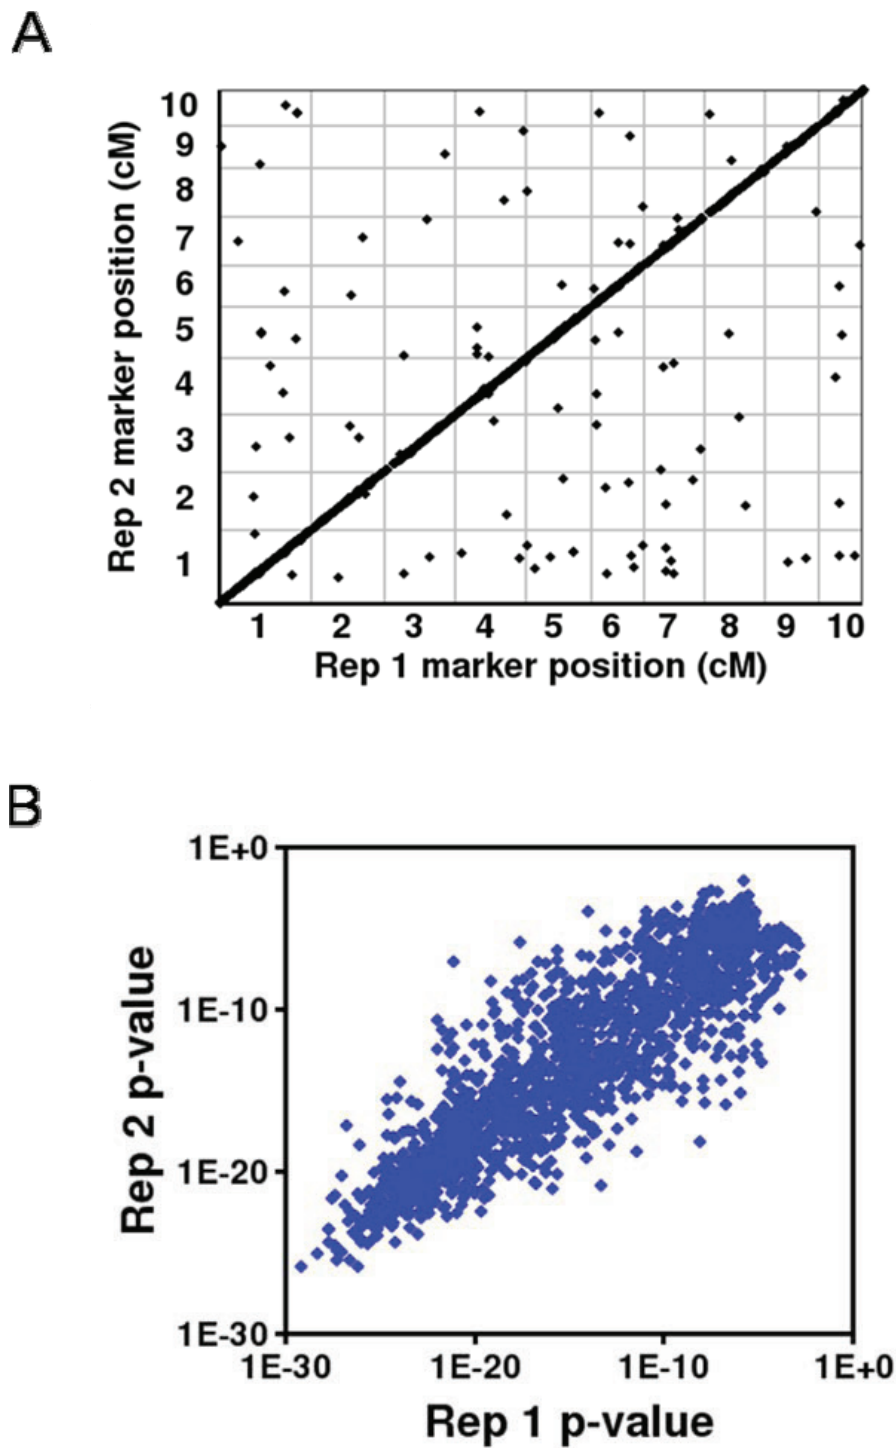 A
10
9
8
7
6
5
4
3
2
1
Rep 2 marker position (cM)
1 2 3 4 5 6 7 8 9 10
Rep 1 marker position (cM)
B
1E+0
1E-10
1E-20
1E-30
Rep 2 p-value
1E-30 1E-20 1E-10 1E+0
Rep 1 p-value